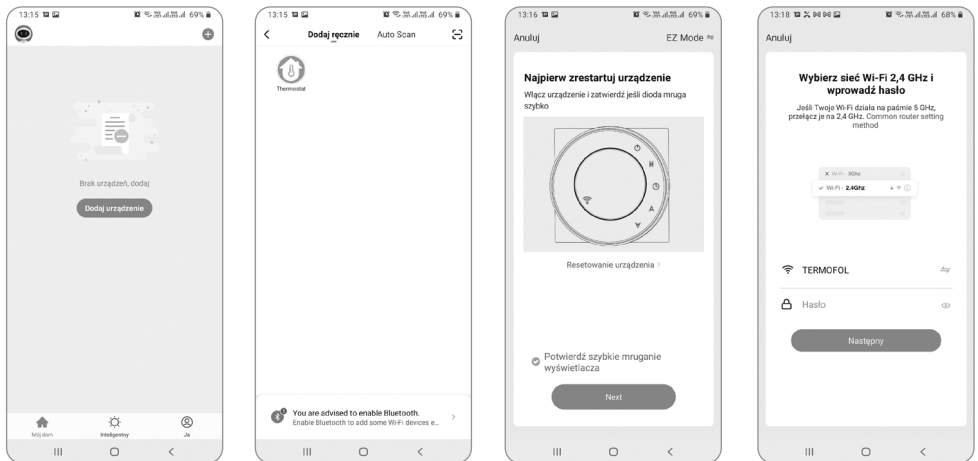 13:15
69%
Brak urządzeń, dodaj
Dodaj urządzenie
Mój dom
Inteligentny
Ja
13:15
69%
Dodaj ręcznie
Auto Scan
Thermostat
You are advised to enable Bluetooth.
Enable Bluetooth to add some Wi-Fi devices e...
13:16
69%
Anuluj
EZ Mode
Najpierw zrestartuj urządzenie
Włącz urządzenie i zatwierdź jeśli dioda mruga
szybko
M
A
Resetowanie urządzenia >
Potwierdź szybkie mruganie
wyświetlacza
Next
13:18
68%
Anuluj
Wybierz sieć Wi-Fi 2,4 GHz i
wprowadź hasło
Jeśli Twoje Wi-Fi działa na paśmie 5 GHz,
przełącz je na 2,4 GHz. Common router setting
method
Wi-Fi - 5Ghz
Wi-Fi - 2.4Ghz
TERMOFOL
Hasło
Następny